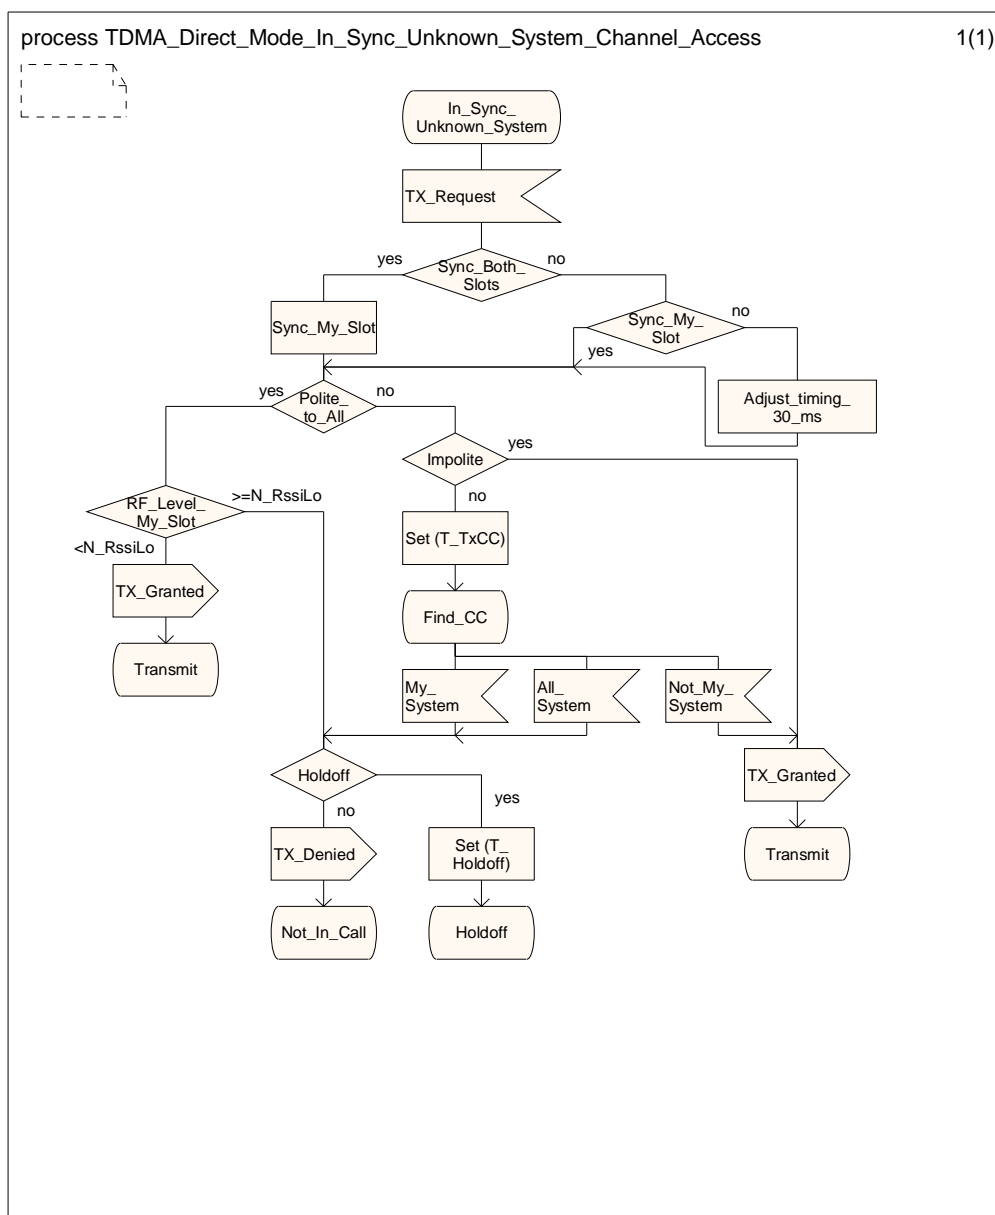 process TDMA_Direct_Mode_In_Sync_Unknown_System_Channel_Access
1(1)
In_Sync_
Unknown_System
TX_Request
yes
Sync_Both_
Slots
no
Sync_My_Slot
Sync_My_
Slot
no
yes
yes
Polite_
to_All
no
Adjust_timing_
30_ms
Impolite
yes
no
RF_Level_
My_Slot
>=N_RssiLo
<N_RssiLo
Set (T_TxCC)
TX_Granted
Find_CC
Transmit
My_
System
All_
System
Not_My_
System
Holdoff
yes
no
TX_Granted
TX_Denied
Set (T_
Holdoff)
Transmit
Not_In_Call
Holdoff